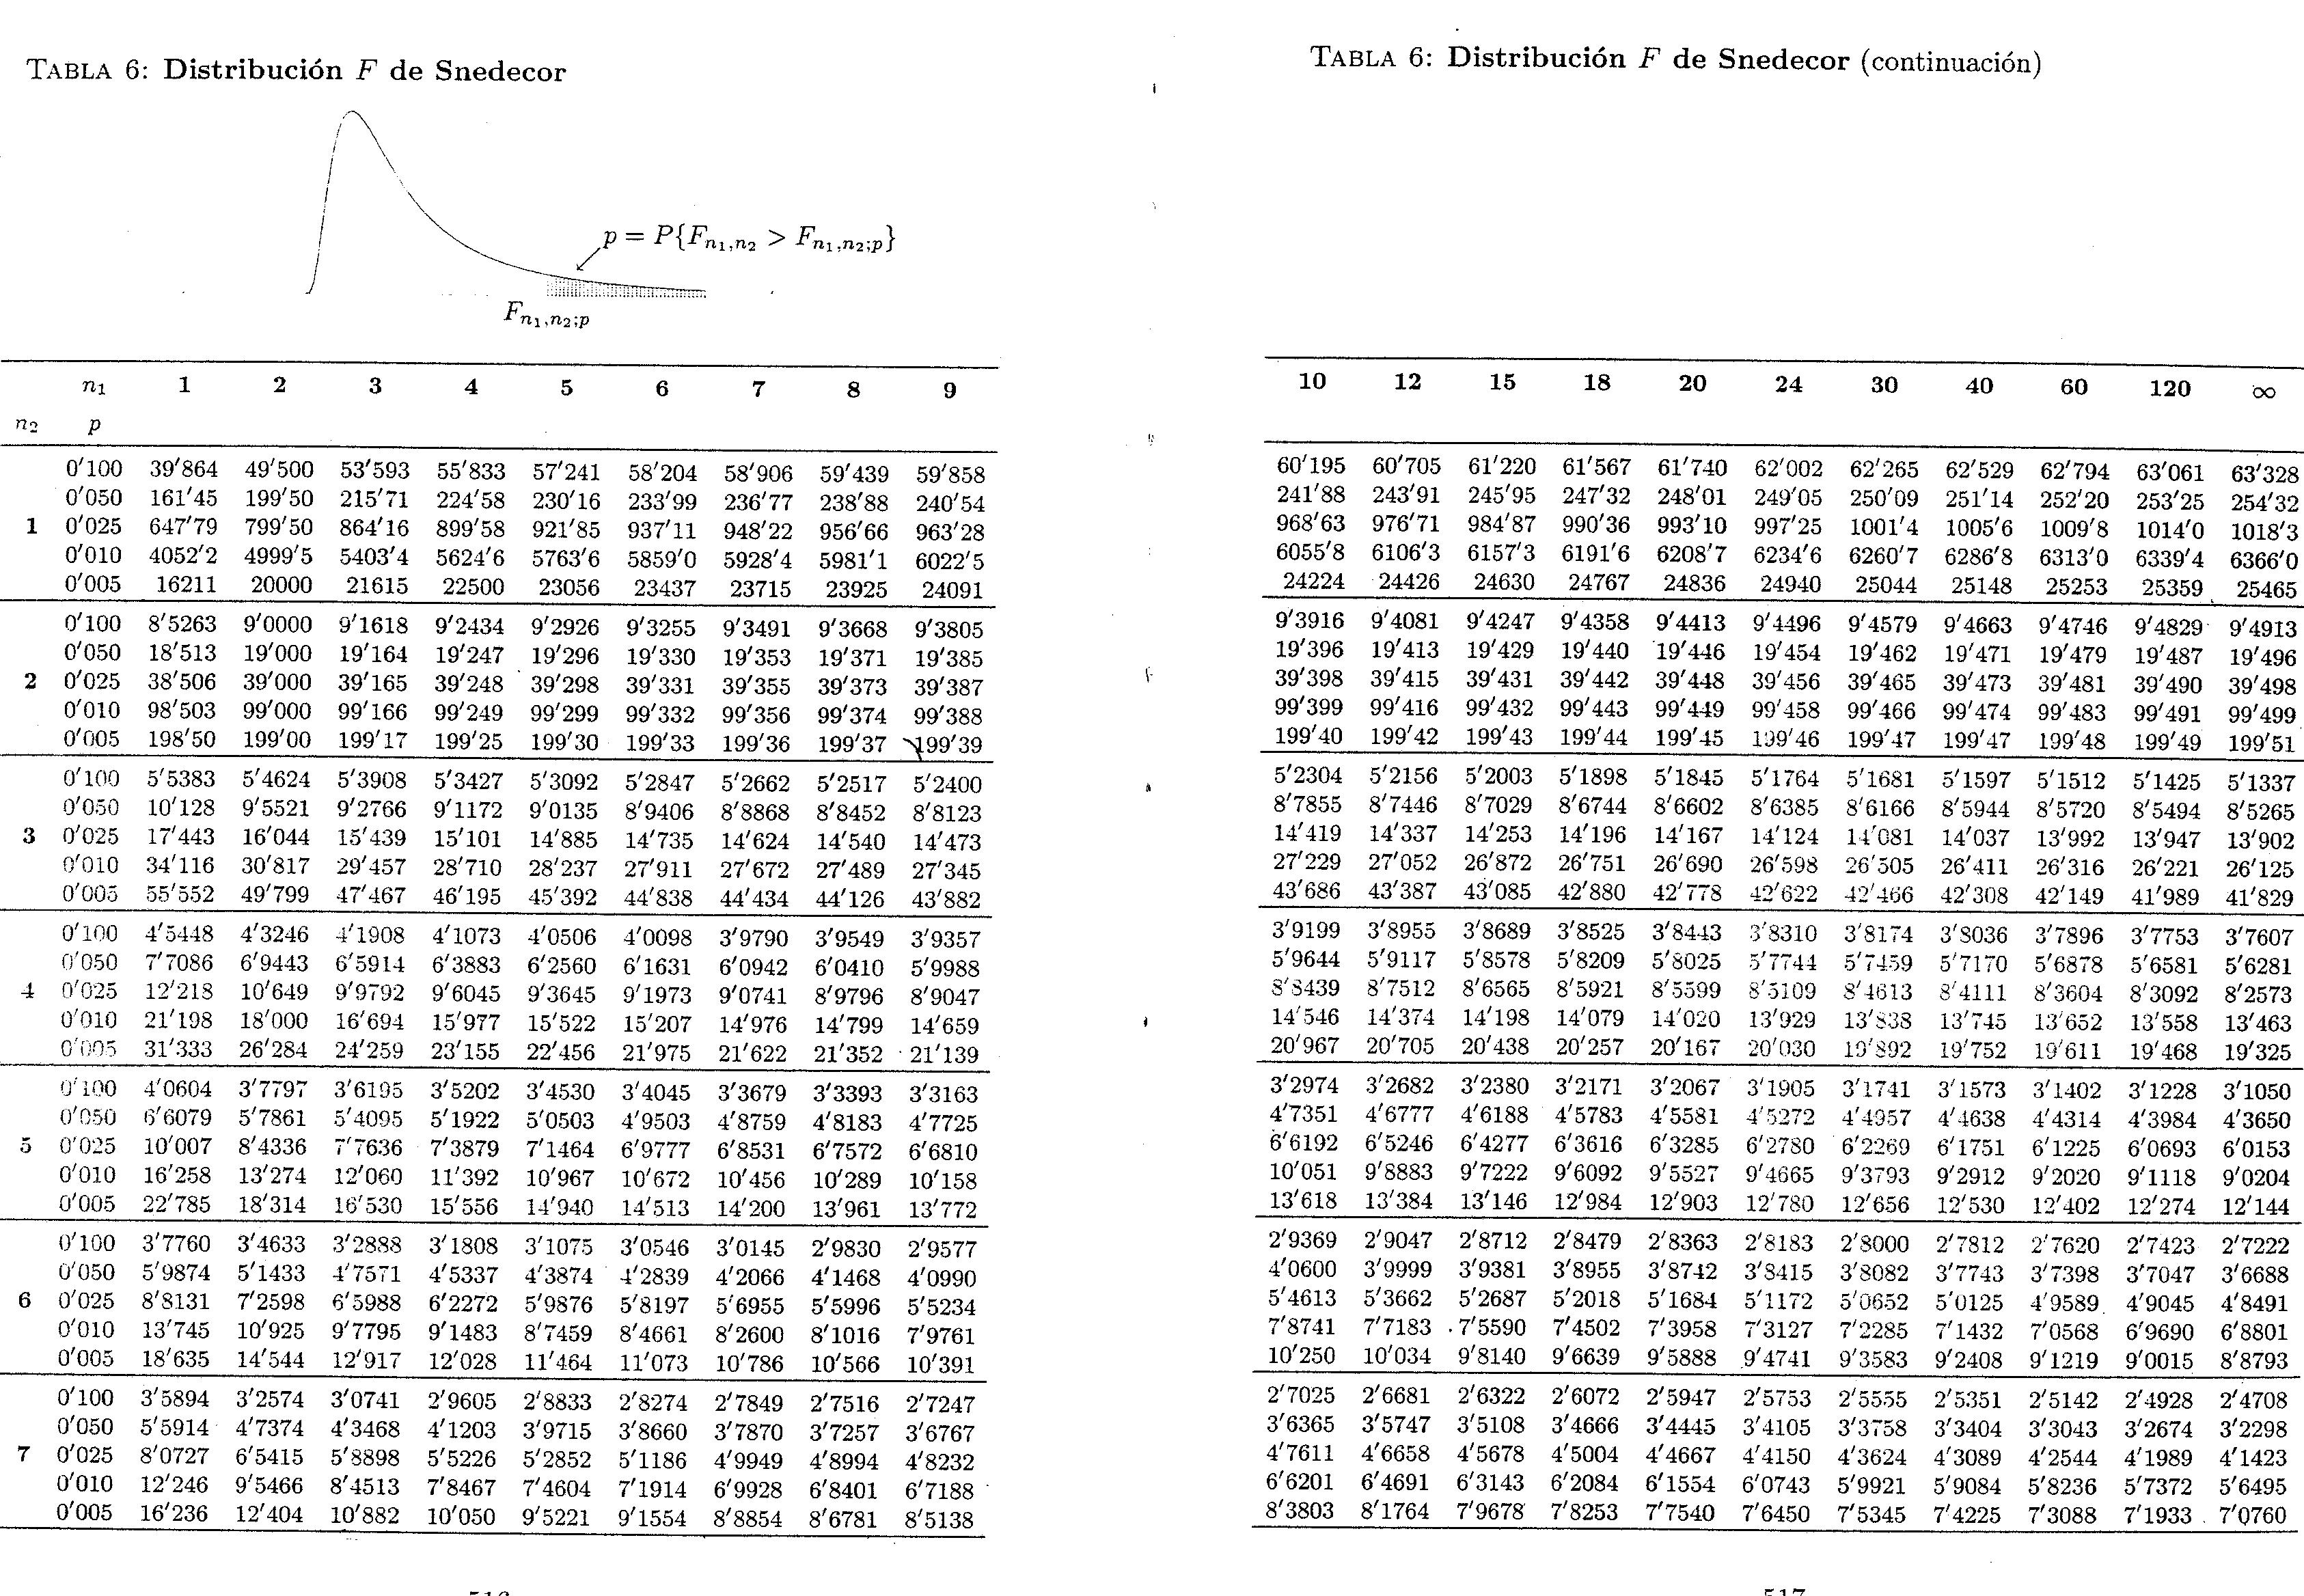 TABLA 6: Distribución F de Snedecor
p = P{Fn1,n2 > Fn1,n2;p}
Fn1,n2;p
n1 1 2 3 4 5 6 7 8 9
n2 p
0'100 39'864 49'500 53'593 55'833 57'241 58'204 58'906 59'439 59'858
0'050 161'45 199'50 215'71 224'58 230'16 233'99 236'77 238'88 240'54
1 0'025 647'79 799'50 864'16 899'58 921'85 937'11 948'22 956'66 963'28
0'010 4052'2 4999'5 5403'4 5624'6 5763'6 5859'0 5928'4 5981'1 6022'5
0'005 16211 20000 21615 22500 23056 23437 23715 23925 24091
0'100 8'5263 9'0000 9'1618 9'2434 9'2926 9'3255 9'3491 9'3668 9'3805
0'050 18'513 19'000 19'164 19'247 19'296 19'330 19'353 19'371 19'385
2 0'025 38'506 39'000 39'165 39'248 39'298 39'331 39'355 39'373 39'387
0'010 98'503 99'000 99'166 99'249 99'299 99'332 99'356 99'374 99'388
0'005 198'50 199'00 199'17 199'25 199'30 199'33 199'36 199'37 199'39
0'100 5'5383 5'4624 5'3908 5'3427 5'3092 5'2847 5'2662 5'2517 5'2400
0'050 10'128 9'5521 9'2766 9'1172 9'0135 8'9406 8'8868 8'8452 8'8123
3 0'025 17'443 16'044 15'439 15'101 14'885 14'735 14'624 14'540 14'473
0'010 34'116 30'817 29'457 28'710 28'237 27'911 27'672 27'489 27'345
0'005 55'552 49'799 47'467 46'195 45'392 44'838 44'434 44'126 43'882
0'100 4'5448 4'3246 4'1908 4'1073 4'0506 4'0098 3'9790 3'9549 3'9357
0'050 7'7086 6'9443 6'5914 6'3883 6'2560 6'1631 6'0942 6'0410 5'9988
4 0'025 12'218 10'649 9'9792 9'6045 9'3645 9'1973 9'0741 8'9796 8'9047
0'010 21'198 18'000 16'694 15'977 15'522 15'207 14'976 14'799 14'659
0'005 31'333 26'284 24'259 23'155 22'456 21'975 21'622 21'352 21'139
0'100 4'0604 3'7797 3'6195 3'5202 3'4530 3'4045 3'3679 3'3393 3'3163
0'050 6'6079 5'7861 5'4095 5'1922 5'0503 4'9503 4'8759 4'8183 4'7725
5 0'025 10'007 8'4336 7'7636 7'3879 7'1464 6'9777 6'8531 6'7572 6'6810
0'010 16'258 13'274 12'060 11'392 10'967 10'672 10'456 10'289 10'158
0'005 22'785 18'314 16'530 15'556 14'940 14'513 14'200 13'961 13'772
0'100 3'7760 3'4633 3'2888 3'1808 3'1075 3'0546 3'0145 2'9830 2'9577
0'050 5'9874 5'1433 4'7571 4'5337 4'3874 4'2839 4'2066 4'1468 4'0990
6 0'025 8'8131 7'2598 6'5988 6'2272 5'9876 5'8197 5'6955 5'5996 5'5234
0'010 13'745 10'925 9'7795 9'1483 8'7459 8'4661 8'2600 8'1016 7'9761
0'005 18'635 14'544 12'917 12'028 11'464 11'073 10'786 10'566 10'391
0'100 3'5894 3'2574 3'0741 2'9605 2'8833 2'8274 2'7849 2'7516 2'7247
0'050 5'5914 4'7374 4'3468 4'1203 3'9715 3'8660 3'7870 3'7257 3'6767
7 0'025 8'0727 6'5415 5'8898 5'5226 5'2852 5'1186 4'9949 4'8994 4'8232
0'010 12'246 9'5466 8'4513 7'8467 7'4604 7'1914 6'9928 6'8401 6'7188
0'005 16'236 12'404 10'882 10'050 9'5221 9'1554 8'8854 8'6781 8'5138
TABLA 6: Distribución F de Snedecor (continuación)
10 12 15 18 20 24 30 40 60 120 ∞
60'195 60'705 61'220 61'567 61'740 62'002 62'265 62'529 62'794 63'061 63'328
241'88 243'91 245'95 247'32 248'01 249'05 250'09 251'14 252'20 253'25 254'32
968'63 976'71 984'87 990'36 993'10 997'25 1001'4 1005'6 1009'8 1014'0 1018'3
6055'8 6106'3 6157'3 6191'6 6208'7 6234'6 6260'7 6286'8 6313'0 6339'4 6366'0
24224 24426 24630 24767 24836 24940 25044 25148 25253 25359 25465
9'3916 9'4081 9'4247 9'4358 9'4413 9'4496 9'4579 9'4663 9'4746 9'4829 9'4913
19'396 19'413 19'429 19'440 19'446 19'454 19'462 19'471 19'479 19'487 19'496
39'398 39'415 39'431 39'442 39'448 39'456 39'465 39'473 39'481 39'490 39'498
99'399 99'416 99'432 99'443 99'449 99'458 99'466 99'474 99'483 99'491 99'499
199'40 199'42 199'43 199'44 199'45 199'46 199'47 199'47 199'48 199'49 199'51
5'2304 5'2156 5'2003 5'1898 5'1845 5'1764 5'1681 5'1597 5'1512 5'1425 5'1337
8'7855 8'7446 8'7029 8'6744 8'6602 8'6385 8'6166 8'5944 8'5720 8'5494 8'5265
14'419 14'337 14'253 14'196 14'167 14'124 14'081 14'037 13'992 13'947 13'902
27'229 27'052 26'872 26'751 26'690 26'598 26'505 26'411 26'316 26'221 26'125
43'686 43'387 43'085 42'880 42'778 42'622 42'466 42'308 42'149 41'989 41'829
3'9199 3'8955 3'8689 3'8525 3'8443 3'8310 3'8174 3'8036 3'7896 3'7753 3'7607
5'9644 5'9117 5'8578 5'8209 5'8025 5'7744 5'7459 5'7170 5'6878 5'6581 5'6281
8'8439 8'7512 8'6565 8'5921 8'5599 8'5109 8'4613 8'4111 8'3604 8'3092 8'2573
14'546 14'374 14'198 14'079 14'020 13'929 13'838 13'745 13'652 13'558 13'463
20'967 20'705 20'438 20'257 20'167 20'030 19'892 19'752 19'611 19'468 19'325
3'2974 3'2682 3'2380 3'2171 3'2067 3'1905 3'1741 3'1573 3'1402 3'1228 3'1050
4'7351 4'6777 4'6188 4'5783 4'5581 4'5272 4'4957 4'4638 4'4314 4'3984 4'3650
6'6192 6'5246 6'4277 6'3616 6'3285 6'2780 6'2269 6'1751 6'1225 6'0693 6'0153
10'051 9'8883 9'7222 9'6092 9'5527 9'4665 9'3793 9'2912 9'2020 9'1118 9'0204
13'618 13'384 13'146 12'984 12'903 12'780 12'656 12'530 12'402 12'274 12'144
2'9369 2'9047 2'8712 2'8479 2'8363 2'8183 2'8000 2'7812 2'7620 2'7423 2'7222
4'0600 3'9999 3'9381 3'8955 3'8742 3'8415 3'8082 3'7743 3'7398 3'7047 3'6688
5'4613 5'3662 5'2687 5'2018 5'1684 5'1172 5'0652 5'0125 4'9589 4'9045 4'8491
7'8741 7'7183 7'5590 7'4502 7'3958 7'3127 7'2285 7'1432 7'0568 6'9690 6'8801
10'250 10'034 9'8140 9'6639 9'5888 9'4741 9'3583 9'2408 9'1219 9'0015 8'8793
2'7025 2'6681 2'6322 2'6072 2'5947 2'5753 2'5555 2'5351 2'5142 2'4928 2'4708
3'6365 3'5747 3'5108 3'4666 3'4445 3'4105 3'3758 3'3404 3'3043 3'2674 3'2298
4'7611 4'6658 4'5678 4'5004 4'4667 4'4150 4'3624 4'3089 4'2544 4'1989 4'1423
6'6201 6'4691 6'3143 6'2084 6'1554 6'0743 5'9921 5'9084 5'8236 5'7372 5'6495
8'3803 8'1764 7'9678 7'8253 7'7540 7'6450 7'5345 7'4225 7'3088 7'1933 7'0760